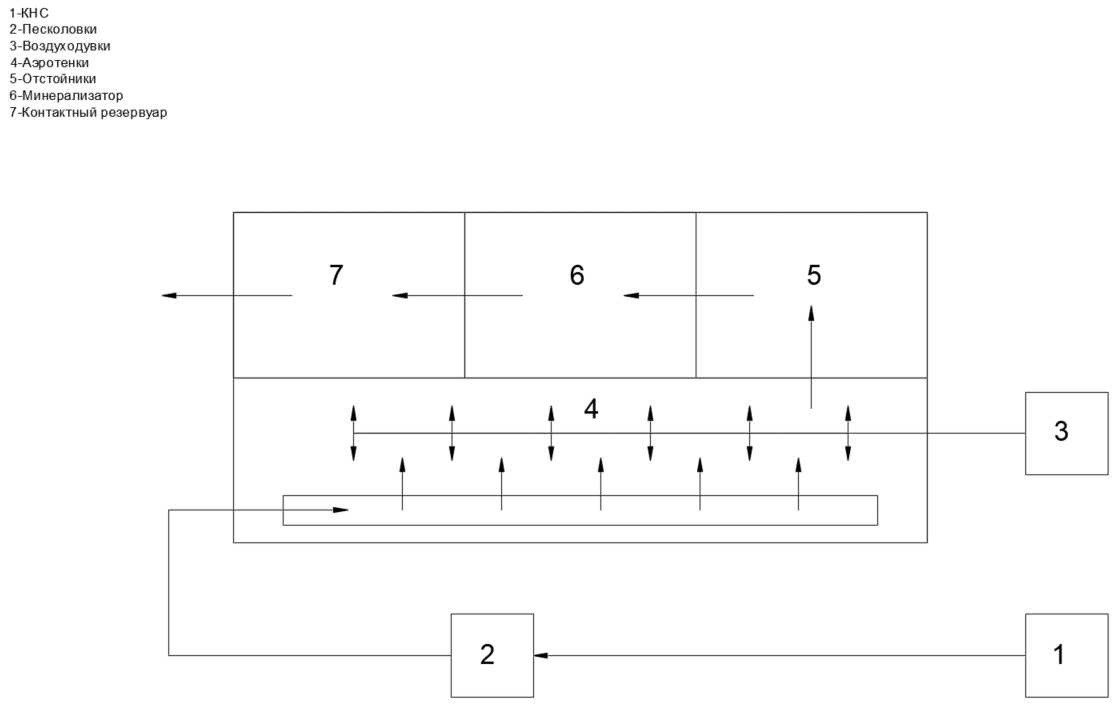 1-КНС
2-Песколовки
3-Воздуходувки
4-Аэротенки
5-Отстойники
6-Минерализатор
7-Контактный резервуар
7
6
5
4
3
2
1